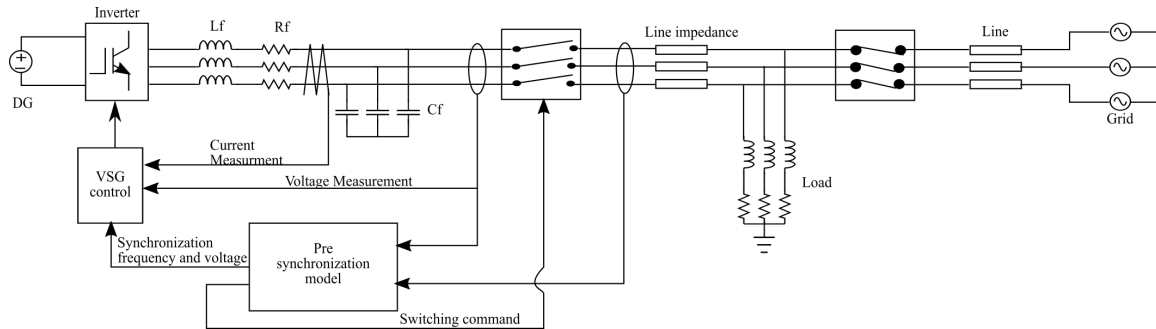 Inverter
Lf
Rf
Line impedance
Line
DG
Cf
Grid
Current
Measurment
VSG
control
Voltage Measurement
Load
Synchronization
frequency and voltage
Pre
synchronization
model
Switching command